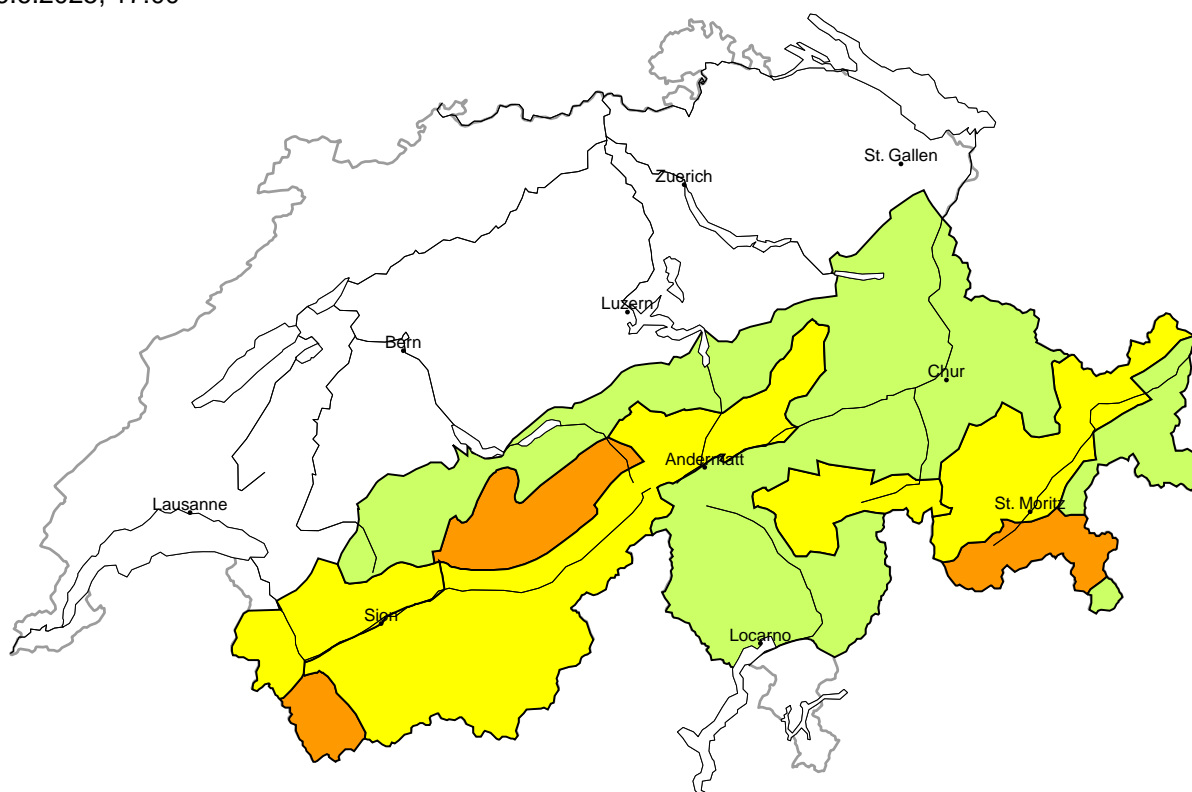 St. Gallen
Zuerich
Luzern
Bern
Chur
Andermatt
Lausanne
St. Moritz
Sion
Locarno